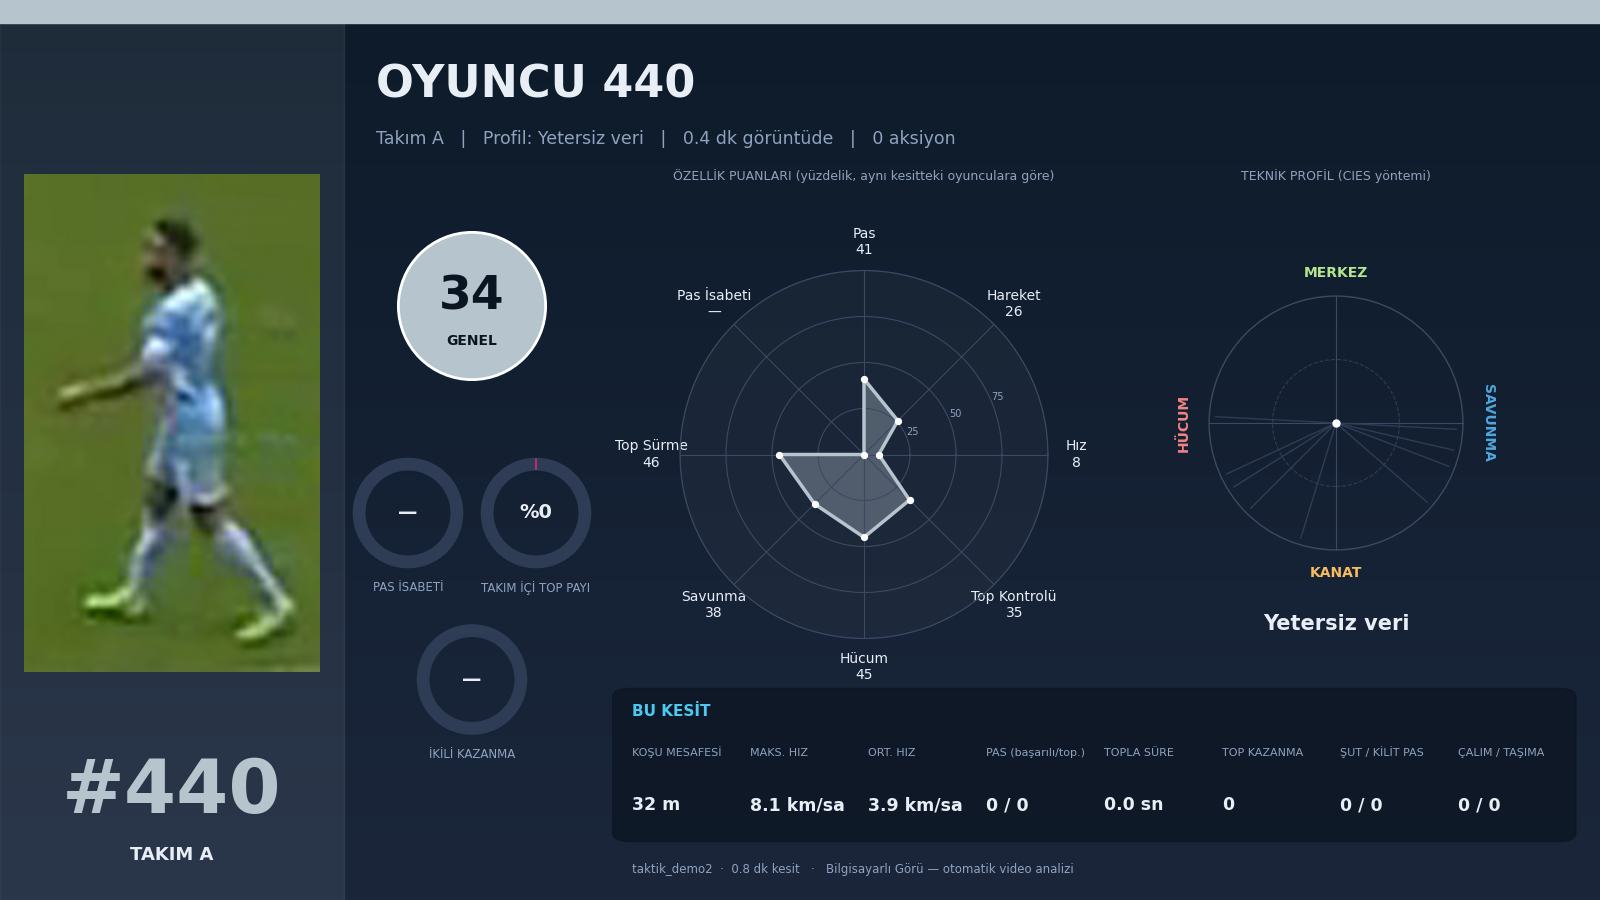 OYUNCU 440
Takım A | Profil: Yetersiz veri | 0.4 dk görüntüde | 0 aksiyon
ÖZELLİK PUANLARI (yüzdelik, aynı kesitteki oyunculara göre)
TEKNİK PROFİL (CIES yöntemi)
34
GENEL
Pas
41
Pas İsabeti
—
Hareket
26
75
50
25
Top Sürme
46
Hız
8
Savunma
38
Top Kontrolü
35
Hücum
45
MERKEZ
HÜCUM
SAVUNMA
KANAT
Yetersiz veri
—
%0
PAS İSABETİ
TAKIM İÇİ TOP PAYI
—
İKİLİ KAZANMA
#440
TAKIM A
BU KESİT
KOŞU MESAFESİ MAKS. HIZ ORT. HIZ PAS (başarılı/top.) TOPLA SÜRE TOP KAZANMA ŞUT / KİLİT PAS ÇALIM / TAŞIMA
32 m 8.1 km/sa 3.9 km/sa 0 / 0 0.0 sn 0 0 / 0 0 / 0
taktik_demo2 · 0.8 dk kesit · Bilgisayarlı Görü — otomatik video analizi